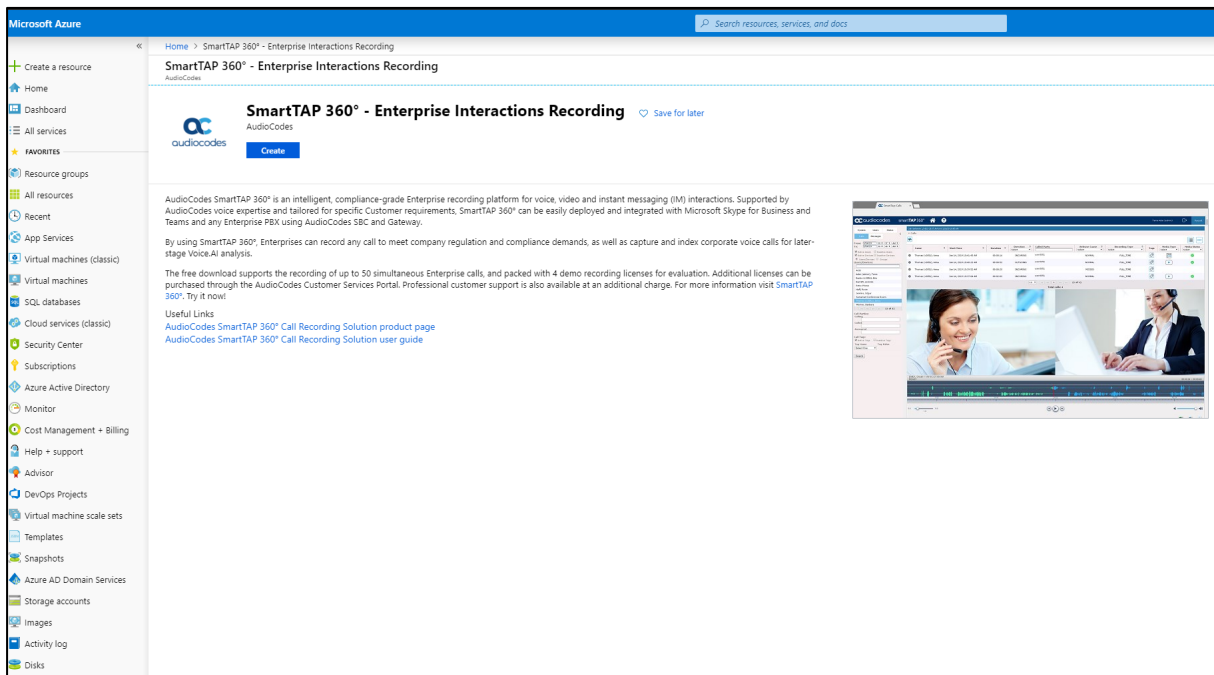 Microsoft Azure
Search resources, services, and docs
«
Home > SmartTAP 360° - Enterprise Interactions Recording
SmartTAP 360° - Enterprise Interactions Recording
AudioCodes
Create a resource
Home
Dashboard
All services
FAVORITES
Resource groups
All resources
Recent
App Services
Virtual machines (classic)
Virtual machines
SQL databases
Cloud services (classic)
Security Center
Subscriptions
Azure Active Directory
Monitor
Cost Management + Billing
Help + support
Advisor
DevOps Projects
Virtual machine scale sets
Templates
Snapshots
Azure AD Domain Services
Storage accounts
Images
Activity log
Disks
audiocodes
SmartTAP 360° - Enterprise Interactions Recording
Save for later
AudioCodes
Create
AudioCodes SmartTAP 360° is an intelligent, compliance-grade Enterprise recording platform for voice, video and instant messaging (IM) interactions. Supported by
AudioCodes voice expertise and tailored for specific Customer requirements, SmartTAP 360° can be easily deployed and integrated with Microsoft Skype for Business and
Teams and any Enterprise PBX using AudioCodes SBC and Gateway.
By using SmartTAP 360°, Enterprises can record any call to meet company regulation and compliance demands, as well as capture and index corporate voice calls for later-
stage Voice.AI analysis.
The free download supports the recording of up to 50 simultaneous Enterprise calls, and packed with 4 demo recording licenses for evaluation. Additional licenses can be
purchased through the AudioCodes Customer Services Portal. Professional customer support is also available at an additional charge. For more information visit SmartTAP
360°. Try it now!
Useful Links
AudioCodes SmartTAP 360° Call Recording Solution product page
AudioCodes SmartTAP 360° Call Recording Solution user guide
audiocodes smartTAP 360°